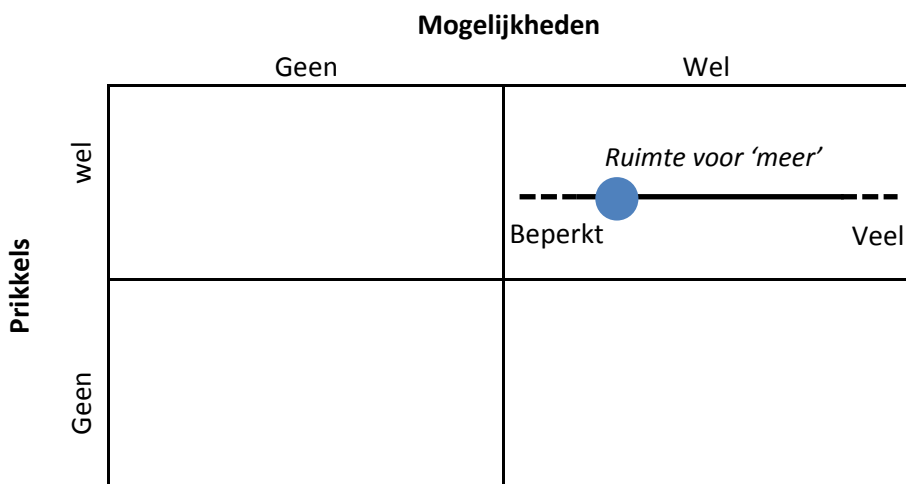 Mogelijkheden
Geen
Wel
wel
Ruimte voor ‘meer’
Beperkt
Veel
Prikkels
Geen